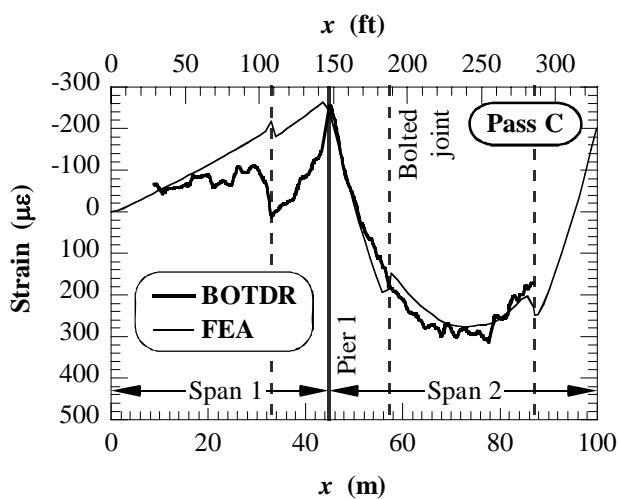 x (ft)
0 50 100 150 200 250 300
-300
-200
-100
0
100
200
300
400
500
Strain (με)
Pass C
Bolted
joint
BOTDR
FEA
Pier 1
Span 1
Span 2
0 20 40 60 80 100
x (m)